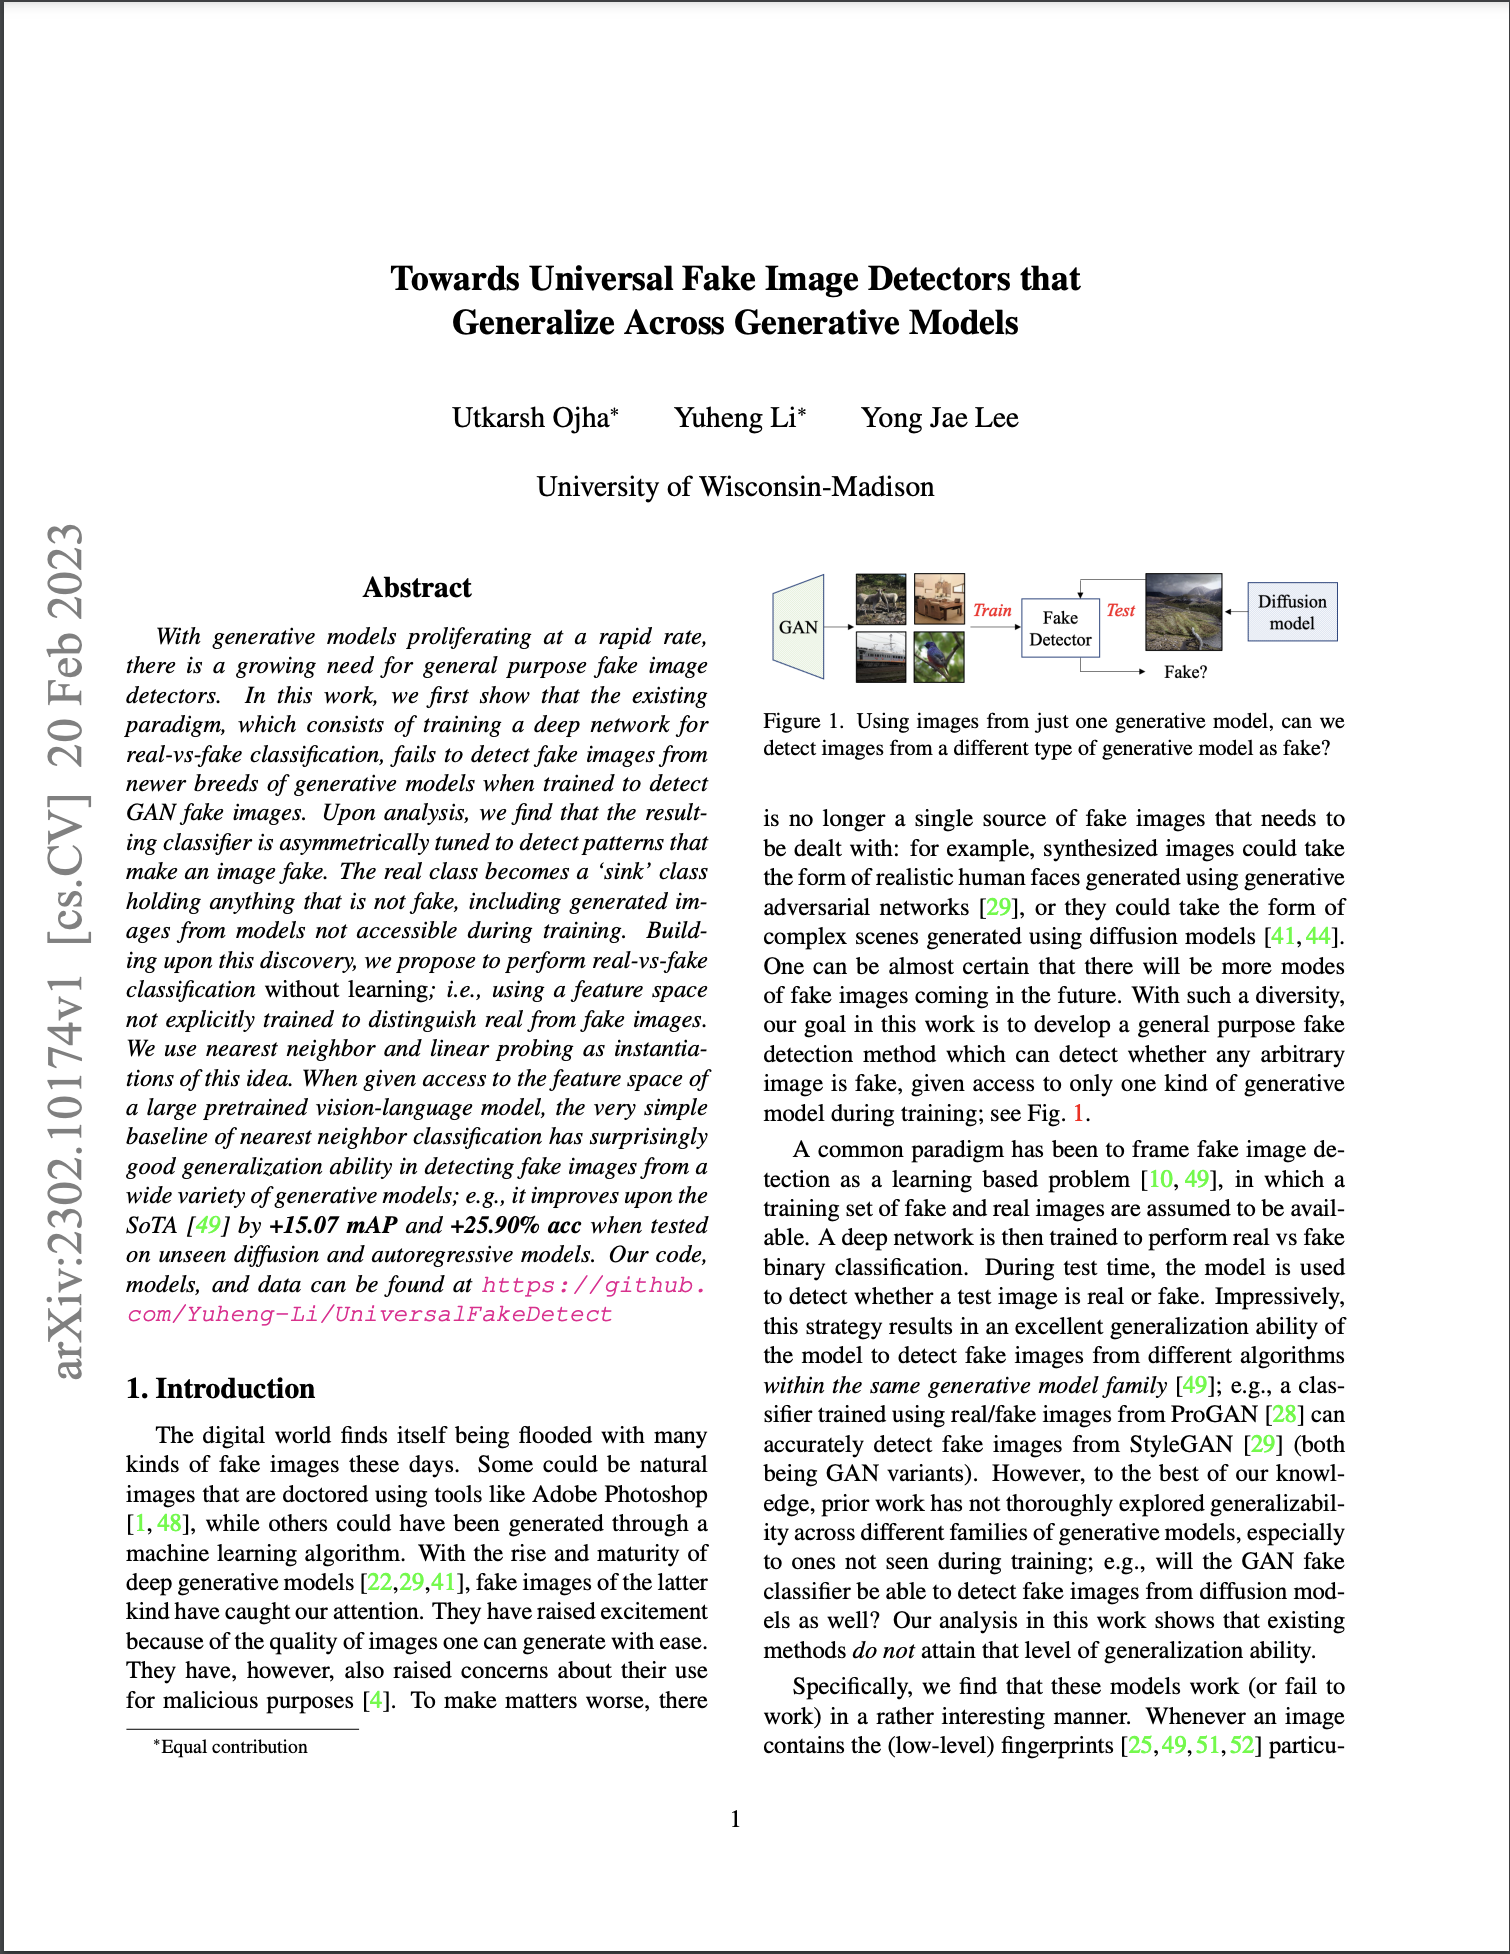 Towards Universal Fake Image Detectors that
Generalize Across Generative Models
Utkarsh Ojha* Yuheng Li* Yong Jae Lee
University of Wisconsin-Madison
arXiv:2302.10174v1 [cs.CV] 20 Feb 2023
Abstract
With generative models proliferating at a rapid rate,
there is a growing need for general purpose fake image
detectors. In this work, we first show that the existing
paradigm, which consists of training a deep network for
real-vs-fake classification, fails to detect fake images from
newer breeds of generative models when trained to detect
GAN fake images. Upon analysis, we find that the result-
ing classifier is asymmetrically tuned to detect patterns that
make an image fake. The real class becomes a ‘sink’ class
holding anything that is not fake, including generated im-
ages from models not accessible during training. Build-
ing upon this discovery, we propose to perform real-vs-fake
classification without learning; i.e., using a feature space
not explicitly trained to distinguish real from fake images.
We use nearest neighbor and linear probing as instantia-
tions of this idea. When given access to the feature space of
a large pretrained vision-language model, the very simple
baseline of nearest neighbor classification has surprisingly
good generalization ability in detecting fake images from a
wide variety of generative models; e.g., it improves upon the
SoTA [49] by +15.07 mAP and +25.90% acc when tested
on unseen diffusion and autoregressive models. Our code,
models, and data can be found at https://github.
com/Yuheng-Li/UniversalFakeDetect
1. Introduction
The digital world finds itself being flooded with many
kinds of fake images these days. Some could be natural
images that are doctored using tools like Adobe Photoshop
[1, 48], while others could have been generated through a
machine learning algorithm. With the rise and maturity of
deep generative models [22,29,41], fake images of the latter
kind have caught our attention. They have raised excitement
because of the quality of images one can generate with ease.
They have, however, also raised concerns about their use
for malicious purposes [4]. To make matters worse, there
*Equal contribution
GAN
Train
Fake
Detector
Test
Diffusion
model
Fake?
Figure 1. Using images from just one generative model, can we
detect images from a different type of generative model as fake?
is no longer a single source of fake images that needs to
be dealt with: for example, synthesized images could take
the form of realistic human faces generated using generative
adversarial networks [29], or they could take the form of
complex scenes generated using diffusion models [41, 44].
One can be almost certain that there will be more modes
of fake images coming in the future. With such a diversity,
our goal in this work is to develop a general purpose fake
detection method which can detect whether any arbitrary
image is fake, given access to only one kind of generative
model during training; see Fig. 1.
A common paradigm has been to frame fake image de-
tection as a learning based problem [10, 49], in which a
training set of fake and real images are assumed to be avail-
able. A deep network is then trained to perform real vs fake
binary classification. During test time, the model is used
to detect whether a test image is real or fake. Impressively,
this strategy results in an excellent generalization ability of
the model to detect fake images from different algorithms
within the same generative model family [49]; e.g., a clas-
sifier trained using real/fake images from ProGAN [28] can
accurately detect fake images from StyleGAN [29] (both
being GAN variants). However, to the best of our knowl-
edge, prior work has not thoroughly explored generalizabil-
ity across different families of generative models, especially
to ones not seen during training; e.g., will the GAN fake
classifier be able to detect fake images from diffusion mod-
els as well? Our analysis in this work shows that existing
methods do not attain that level of generalization ability.
Specifically, we find that these models work (or fail to
work) in a rather interesting manner. Whenever an image
contains the (low-level) fingerprints [25, 49, 51, 52] particu-
1